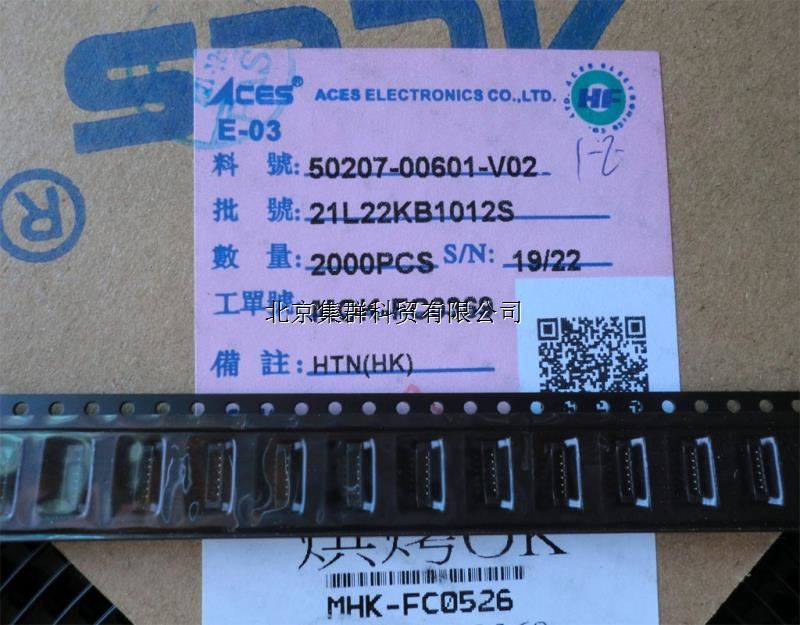 ACES® ACES ELECTRONICS CO.,LTD.
HF
E-03
1-2
料 號: 50207-00601-V02
批 號: 21L22KB1012S
數 量: 2000PCS S/N: 19/22
工單號
北京集群科贸有限公司
備 註: HTN(HK)
®
烘烤OK
MHK-FC0526